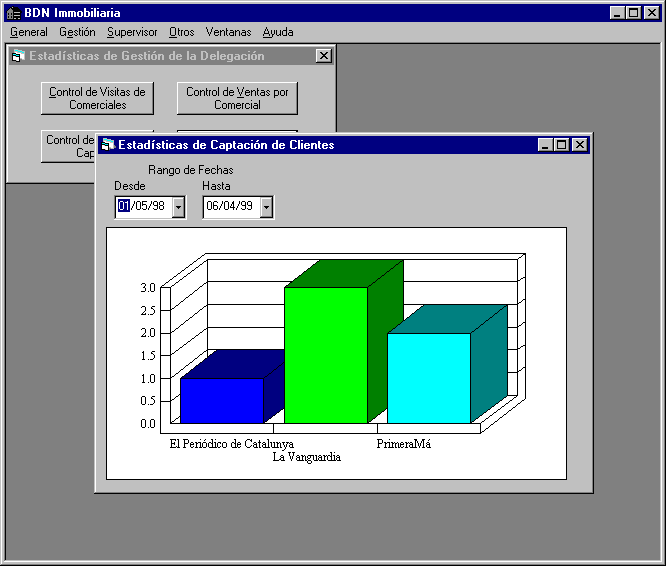 BDN Immobiliaria
General Gestión Supervisor Otros Ventanas Ayuda
Estadísticas de Gestión de la Delegación
Control de Visitas de
Comerciales
Control de Ventas por
Comercial
Control de
Cap
Estadísticas de Captación de Clientes
Rango de Fechas
Desde
Hasta
01/05/98
06/04/99
3.0
2.5
2.0
1.5
1.0
0.5
0.0
El Periódico de Catalunya
La Vanguardia
PrimeraMá